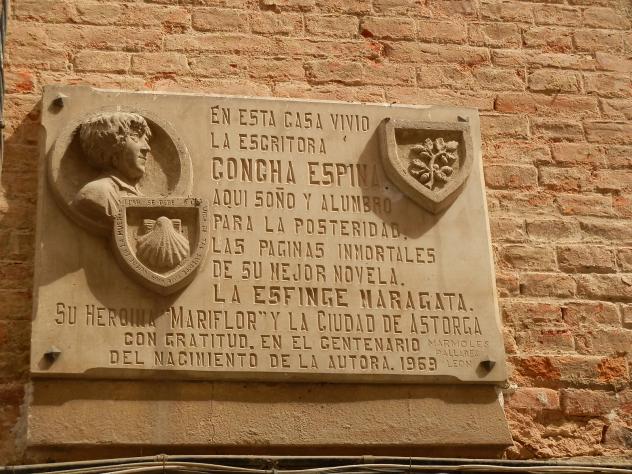 EN ESTA CASA VIVIO
LA ESCRITORA
CONCHA ESPINA
AQUI SOÑO Y ALUMBRO
PARA LA POSTERIDAD,
LAS PAGINAS INMORTALES
DE SU MEJOR NOVELA.
LA ESFINGE MARAGATA.
SU HEROINA "MARIFLOR" Y LA CIUDAD DE ASTORGA
CON GRATITUD, EN EL CENTENARIO
DEL NACIMIENTO DE LA AUTORA. 1969
MARMOLES
LEON